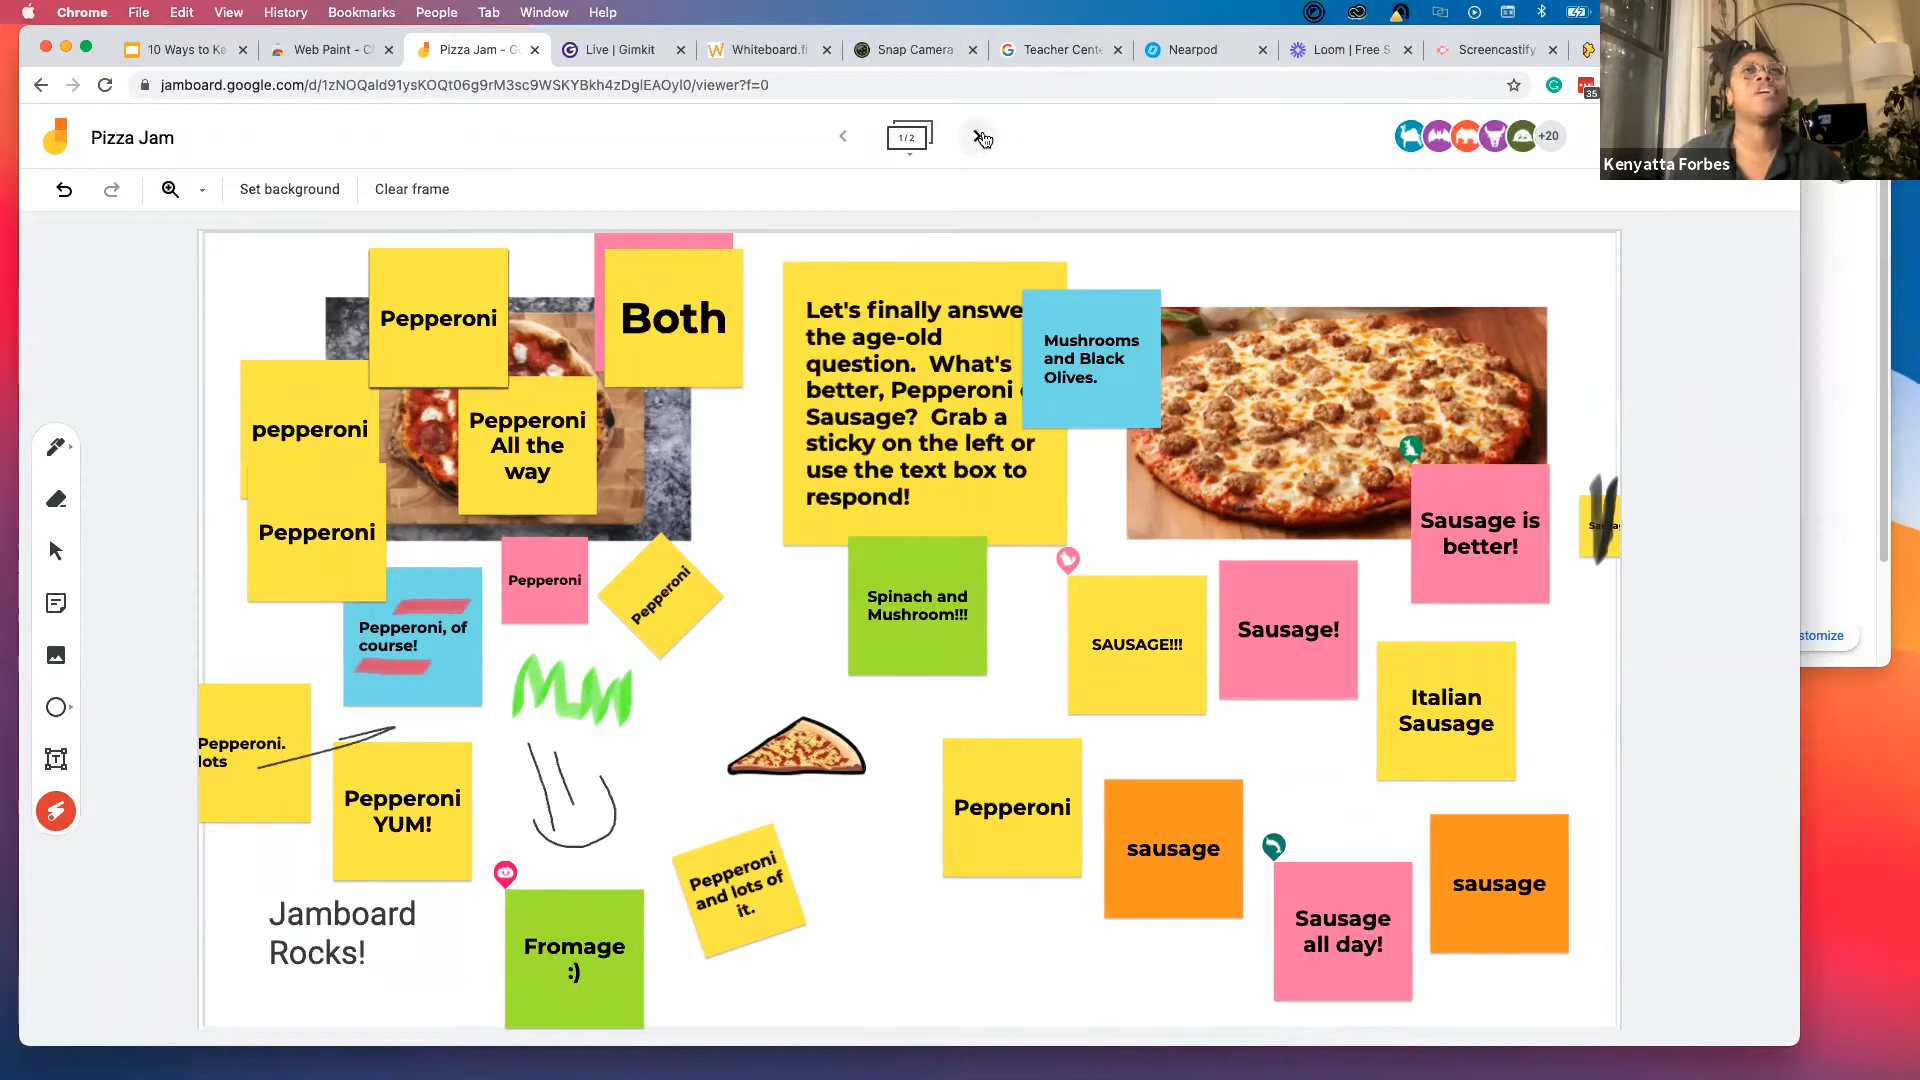 Chrome File Edit View History Bookmarks People Tab Window Help
10 Ways to Ke
Web Paint - C
Pizza Jam - G
Live | Gimkit
Whiteboard.fi
Snap Camera
Teacher Cent
Nearpod
Loom | Free S
Screencastify
jamboard.google.com/d/1zNOQald91ysKOQt06g9rM3sc9WSKYBkh4zDglEAOyl0/viewer?f=0
35
Pizza Jam
1/2
+20
Kenyatta Forbes
Set background
Clear frame
Pepperoni
Both
Let's finally answe
the age-old
question. What's
better, Pepperoni
Sausage? Grab a
sticky on the left or
use the text box to
respond!
Mushrooms
and Black
Olives.
pepperoni
Pepperoni
All the
way
Pepperoni
Sausage is
better!
Pepperoni
Pepperoni
Spinach and
Mushroom!!!
SAUSAGE!!!
Sausage!
Pepperoni, of
course!
stomize
Italian
Sausage
Pepperoni.
lots
Pepperoni
YUM!
Pepperoni
sausage
Pepperoni
and lots of
it.
sausage
Jamboard
Rocks!
Fromage
:)
Sausage
all day!